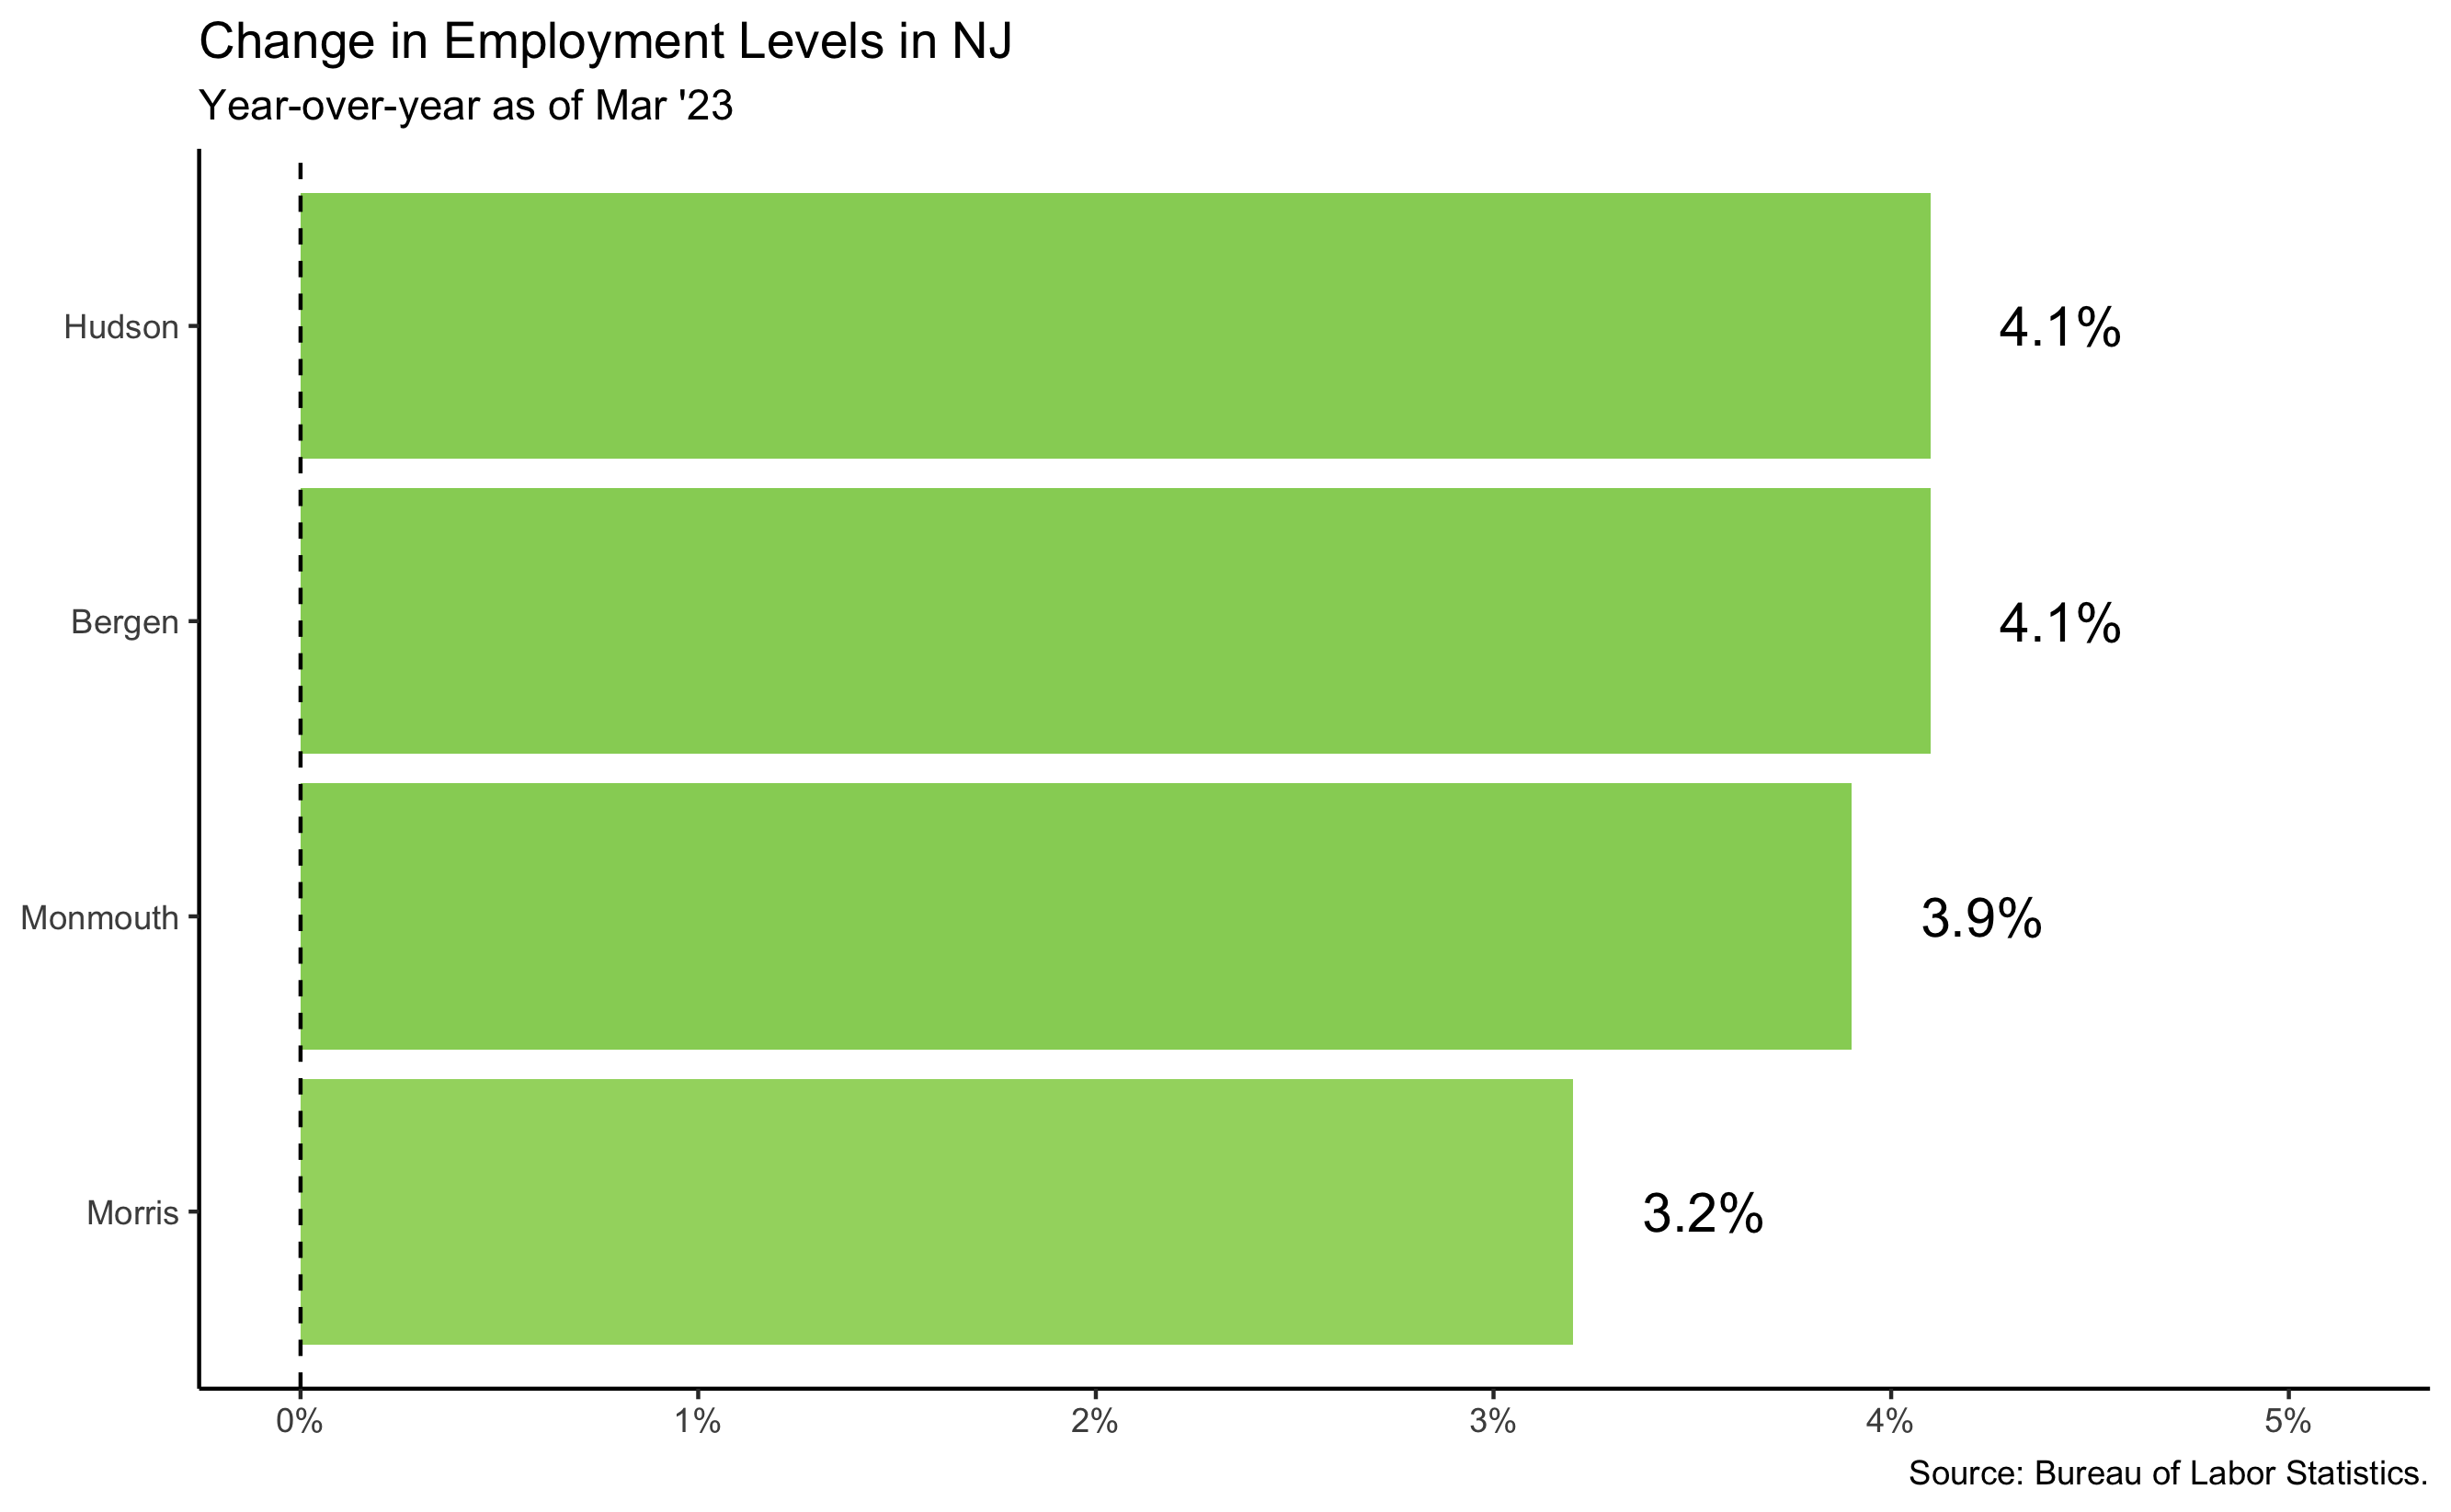 Change in Employment Levels in NJ
Year-over-year as of Mar '23
Hudson
4.1%
Bergen
4.1%
Monmouth
3.9%
Morris
3.2%
0% 1% 2% 3% 4% 5%
Source: Bureau of Labor Statistics.